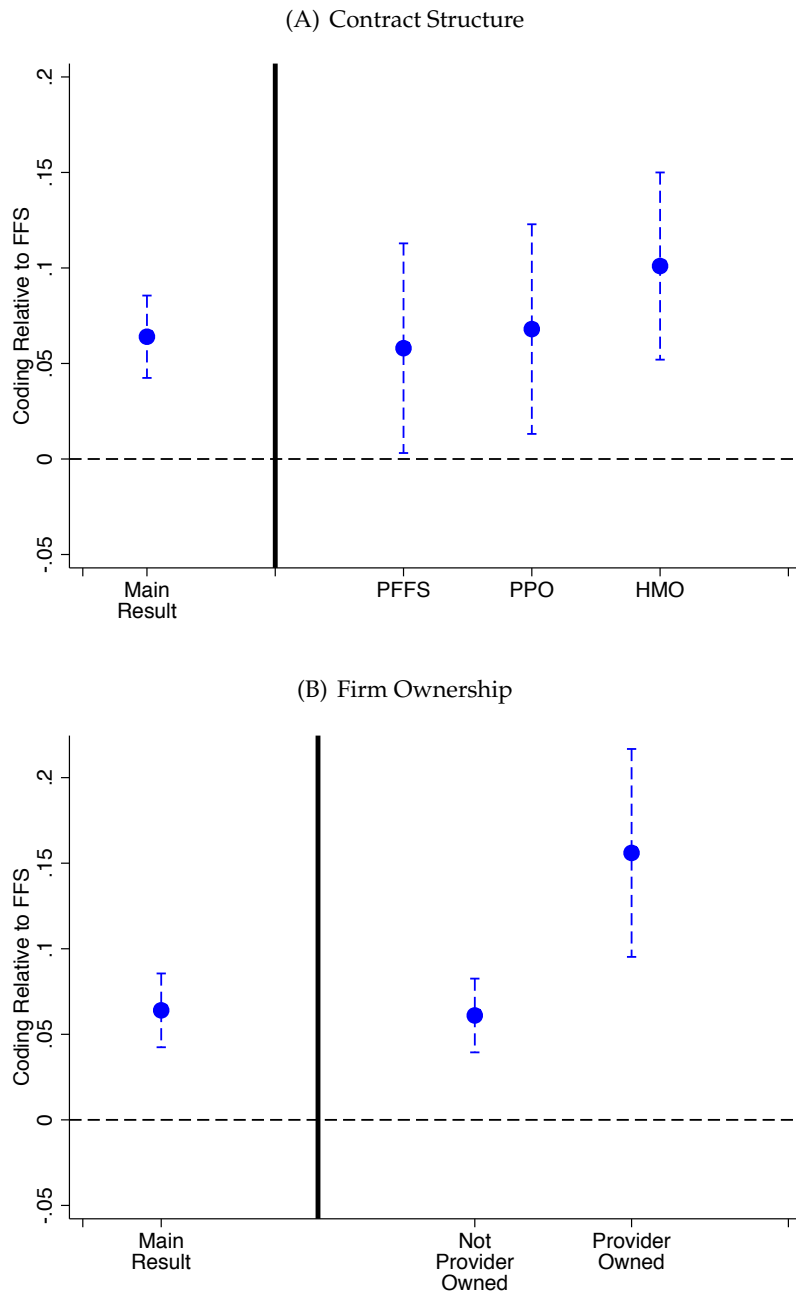 (A) Contract Structure
Coding Relative to FFS
.2
.15
.1
.05
0
-.05
Main
Result
PFFS
PPO
HMO
(B) Firm Ownership
Coding Relative to FFS
.2
.15
.1
.05
0
-.05
Main
Result
Not
Provider
Owned
Provider
Owned